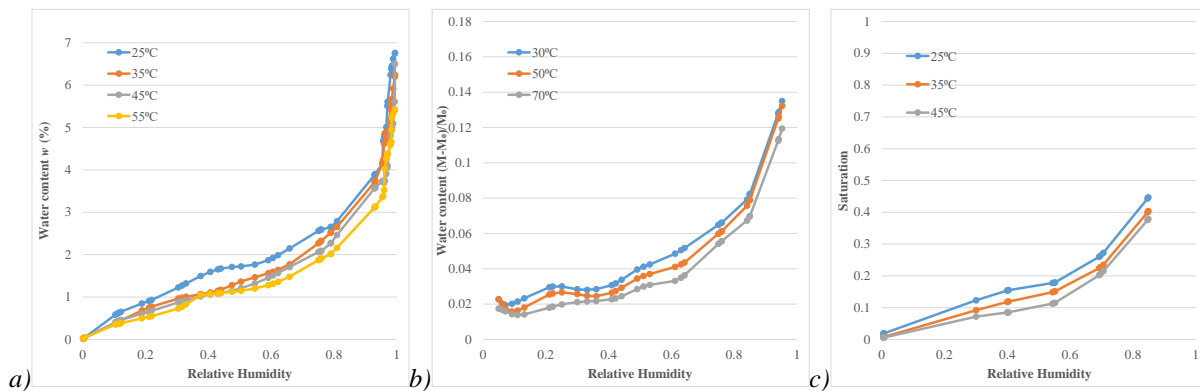 7
6
5
4
3
2
1
0
Water content w (%)
25ºC
35ºC
45ºC
55ºC
0
0.2
0.4
0.6
0.8
1
Relative Humidity
a)
0.18
0.16
0.14
0.12
0.1
0.08
0.06
0.04
0.02
0
Water content (M-M₀)/M₀
30ºC
50ºC
70ºC
0
0.2
0.4
0.6
0.8
1
Relative Humidity
b)
1
0.9
0.8
0.7
0.6
0.5
0.4
0.3
0.2
0.1
0
Saturation
25ºC
35ºC
45ºC
0
0.2
0.4
0.6
0.8
1
Relative Humidity
c)